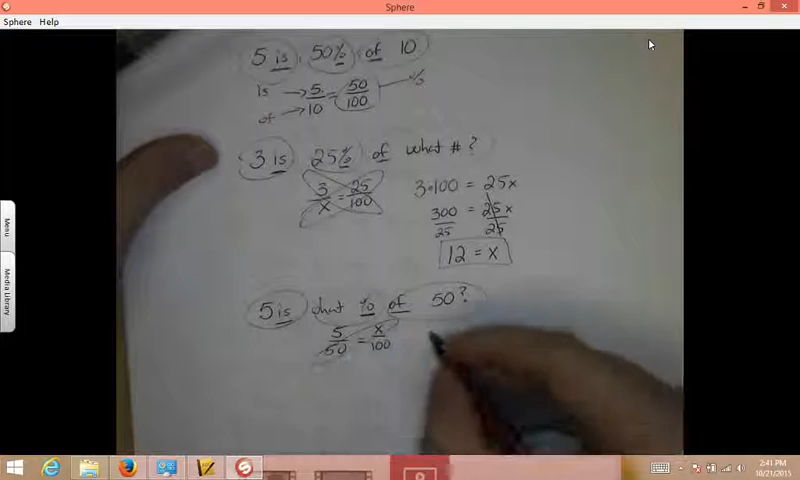 Sphere
Sphere Help
5 is 50% of 10
is → 5 = 50 — %
of → 10 100
3 is 25% of what #?
3 = 25
x 100
3•100 = 25x
300 = 25x
25 25
12 = x
5 is what % of 50?
5 = x
50 100
Menu
Media Library
2:41 PM
10/21/2015